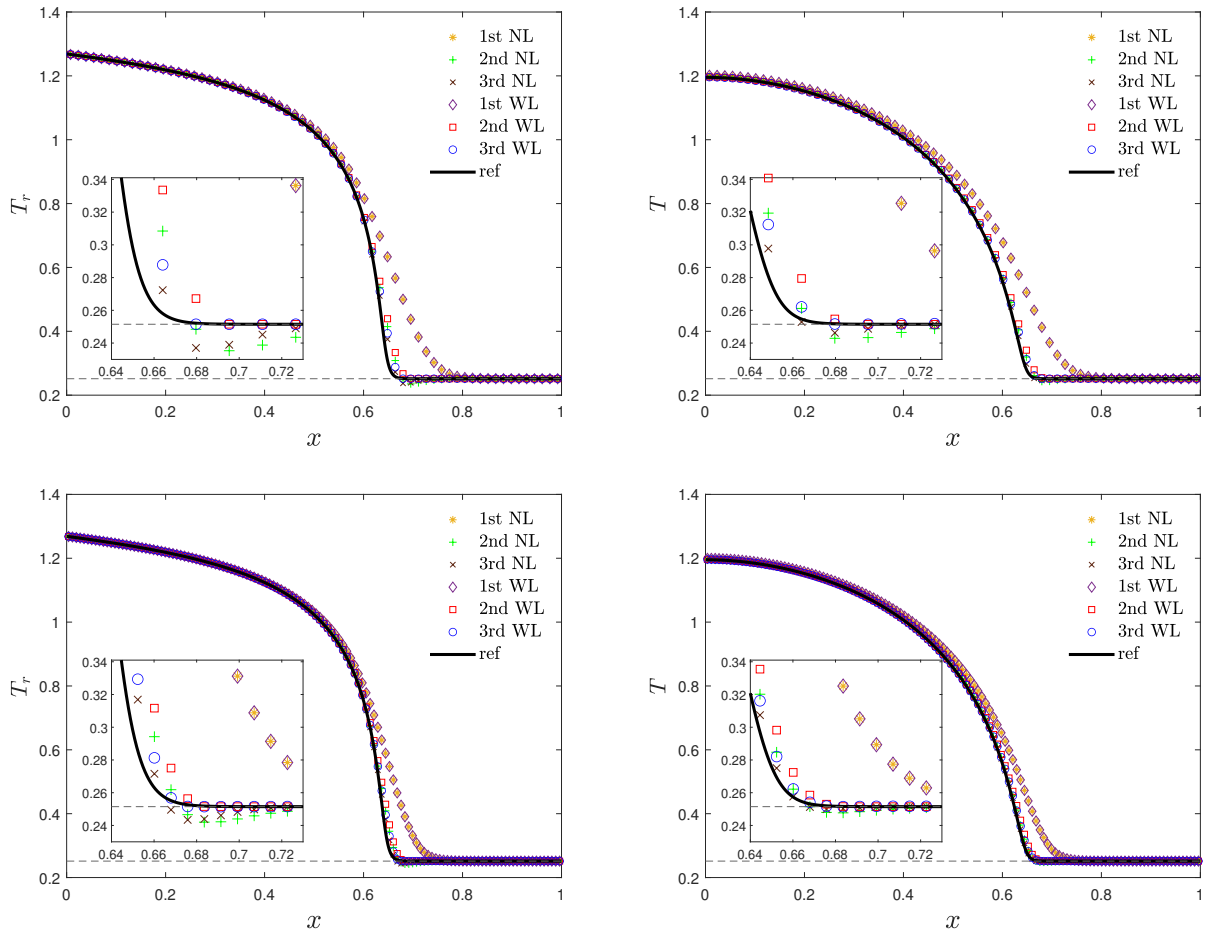 1.4
1.2
1
0.8
0.6
0.4
0.2
T_r
1st NL
2nd NL
3rd NL
1st WL
2nd WL
3rd WL
ref
0.34
0.32
0.3
0.28
0.26
0.24
0.64 0.66 0.68 0.7 0.72
0 0.2 0.4 0.6 0.8 1
x
1.4
1.2
1
0.8
0.6
0.4
0.2
T
1st NL
2nd NL
3rd NL
1st WL
2nd WL
3rd WL
ref
0.34
0.32
0.3
0.28
0.26
0.24
0.64 0.66 0.68 0.7 0.72
0 0.2 0.4 0.6 0.8 1
x
1.4
1.2
1
0.8
0.6
0.4
0.2
T_r
1st NL
2nd NL
3rd NL
1st WL
2nd WL
3rd WL
ref
0.34
0.32
0.3
0.28
0.26
0.24
0.64 0.66 0.68 0.7 0.72
0 0.2 0.4 0.6 0.8 1
x
1.4
1.2
1
0.8
0.6
0.4
0.2
T
1st NL
2nd NL
3rd NL
1st WL
2nd WL
3rd WL
ref
0.34
0.32
0.3
0.28
0.26
0.24
0.64 0.66 0.68 0.7 0.72
0 0.2 0.4 0.6 0.8 1
x